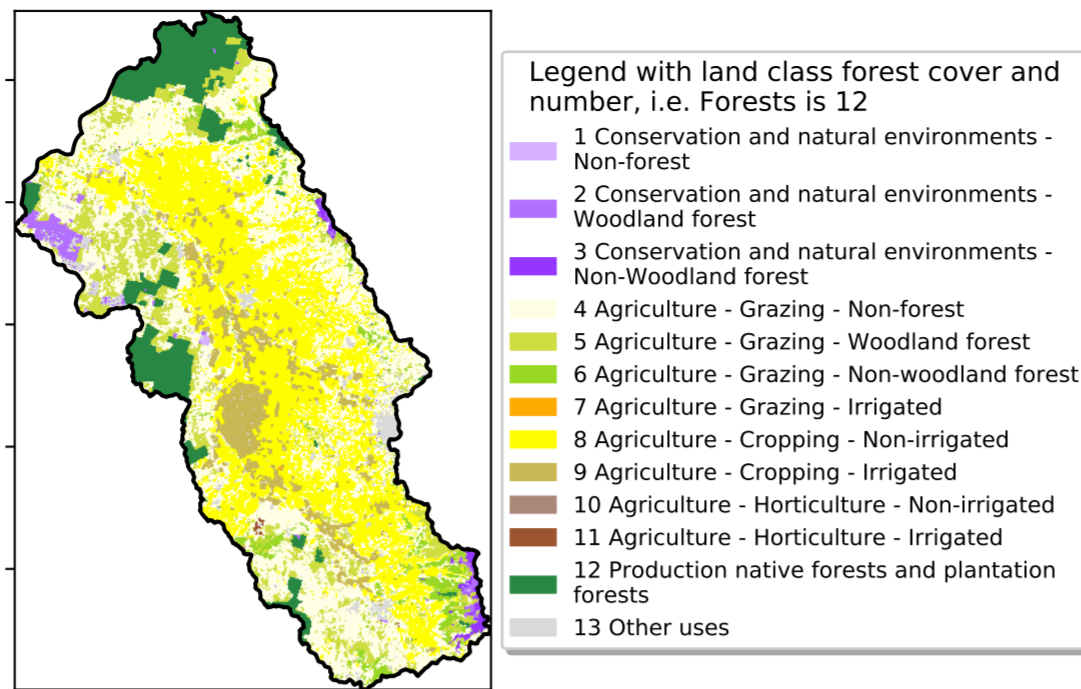 Legend with land class forest cover and
number, i.e. Forests is 12
1 Conservation and natural environments -
Non-forest
2 Conservation and natural environments -
Woodland forest
3 Conservation and natural environments -
Non-Woodland forest
4 Agriculture - Grazing - Non-forest
5 Agriculture - Grazing - Woodland forest
6 Agriculture - Grazing - Non-woodland forest
7 Agriculture - Grazing - Irrigated
8 Agriculture - Cropping - Non-irrigated
9 Agriculture - Cropping - Irrigated
10 Agriculture - Horticulture - Non-irrigated
11 Agriculture - Horticulture - Irrigated
12 Production native forests and plantation
forests
13 Other uses